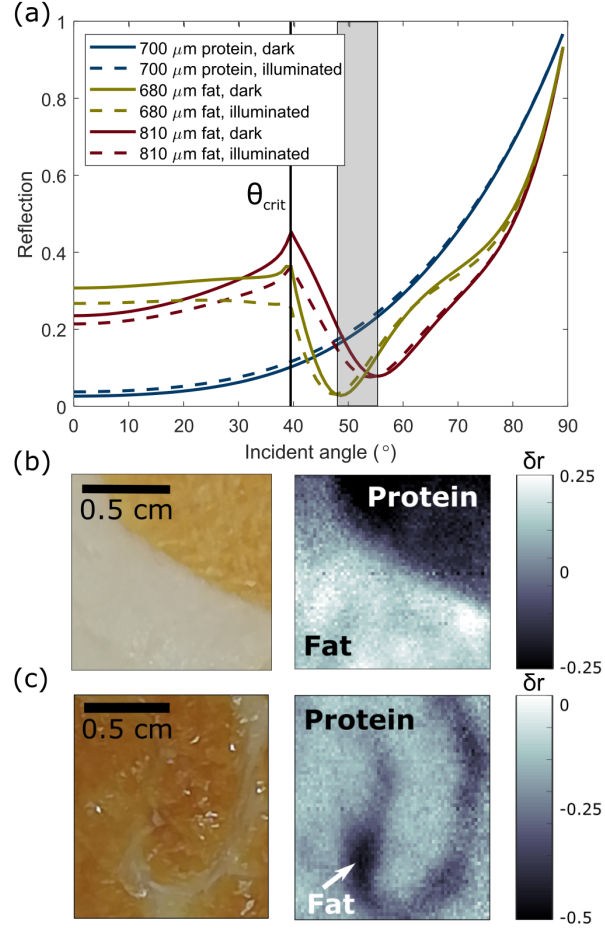 (a)
1
0.8
0.6
0.4
0.2
0
Reflection
700 μm protein, dark
700 μm protein, illuminated
680 μm fat, dark
680 μm fat, illuminated
810 μm fat, dark
810 μm fat, illuminated
θcrit
0 10 20 30 40 50 60 70 80 90
Incident angle (°)
(b)
0.5 cm
Protein
Fat
δr
0.25
0
-0.25
(c)
0.5 cm
Protein
Fat
δr
0
-0.25
-0.5